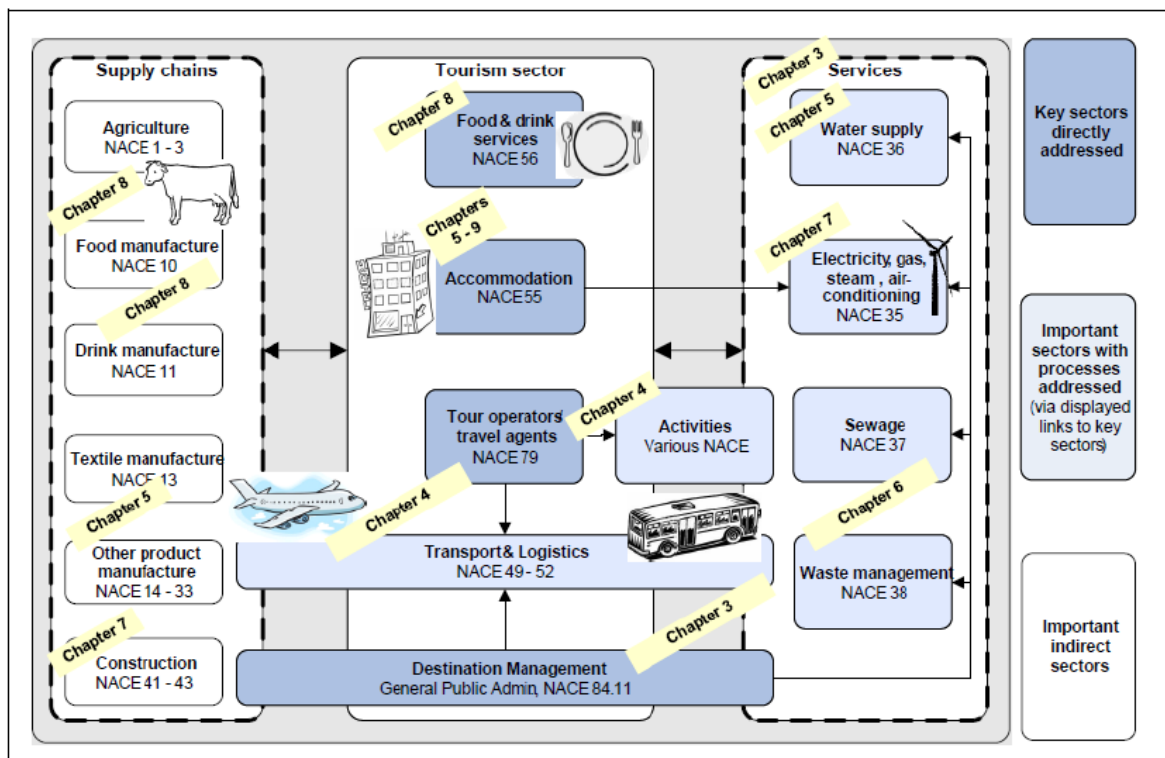 Supply chains
Chapter 8
Agriculture
NACE 1 - 3
Chapter 8
Food manufacture
NACE 10
Chapter 8
Drink manufacture
NACE 11
Textile manufacture
NACE 13
Chapter 5
Other product
manufacture
NACE 14 - 33
Chapter 7
Construction
NACE 41 - 43
Tourism sector
Food & drink
services
NACE 56
Chapters
5 - 9
Accommodation
NACE 55
Tour operators/
travel agents
NACE 79
Chapter 4
Activities
Various NACE
Chapter 4
Transport & Logistics
NACE 49 - 52
Chapter 3
Destination Management
General Public Admin, NACE 84.11
Chapter 3
Services
Chapter 5
Water supply
NACE 36
Chapter 7
Electricity, gas,
steam , air-
conditioning
NACE 35
Sewage
NACE 37
Chapter 6
Waste management
NACE 38
Key sectors
directly
addressed
Important
sectors with
processes
addressed
(via displayed
links to key
sectors)
Important
indirect
sectors